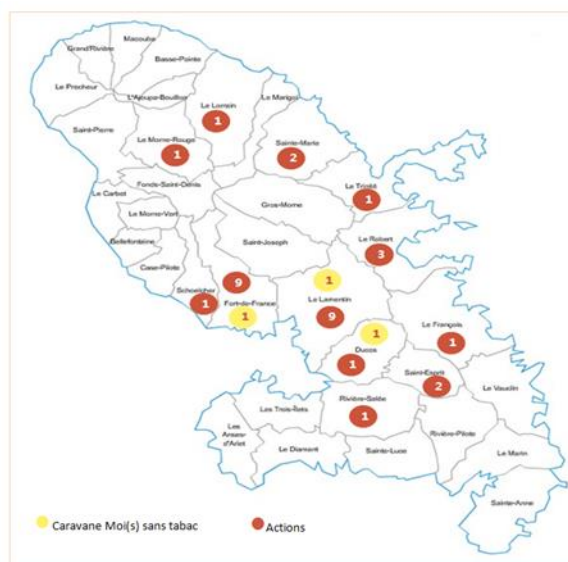 Macouba
Grand'Rivière
Basse-Pointe
Le Precheur
L'Ajoupa-Bouillon
Le Lorrain
1
Le Marigot
Saint-Pierre
Le Morne-Rouge
1
Sainte-Marie
2
Fonds-Saint-Denis
La Trinité
1
Le Carbet
Gros-Morne
Le Morne-Vert
Bellefontaine
Saint-Joseph
Le Robert
3
Case-Pilote
9
1
Schoelcher
1
Fort-de-France
1
Le Lamentin
9
1
Le François
1
Ducos
1
Saint-Esprit
2
Le Vauclin
Rivière-Salée
1
Les Trois-Îlets
Les
Anses-
d'Arlet
Rivière-Pilote
Le Diamant
Sainte-Luce
Le Marin
Sainte-Anne
Caravane Moi(s) sans tabac
Actions